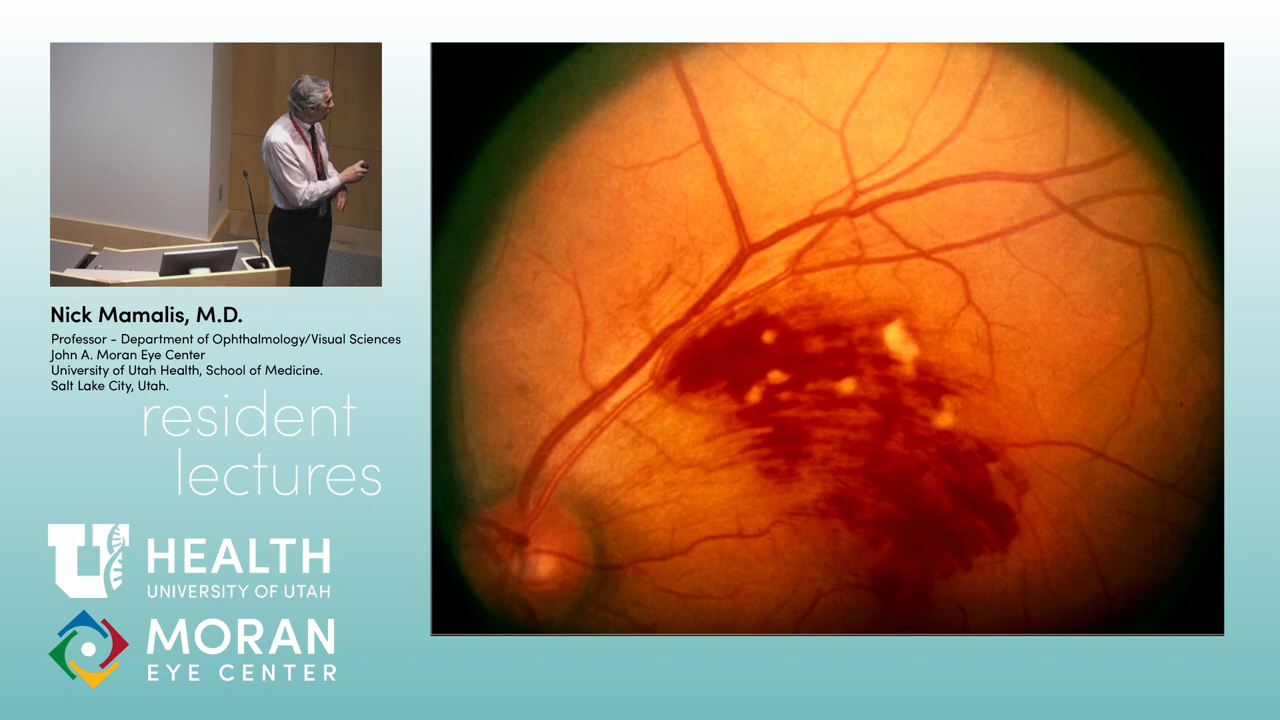 Nick Mamalis, M.D.
Professor - Department of Ophthalmology/Visual Sciences
John A. Moran Eye Center
University of Utah Health, School of Medicine.
Salt Lake City, Utah.
resident
lectures
U HEALTH
UNIVERSITY OF UTAH
MORAN
EYE CENTER